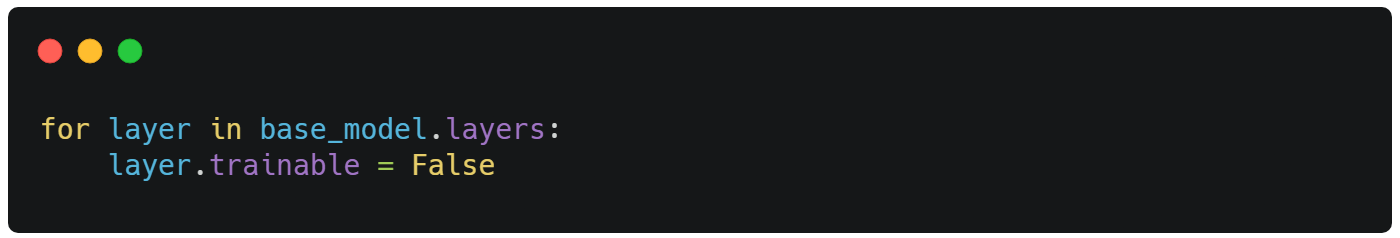 for layer in base_model.layers:
    layer.trainable = False